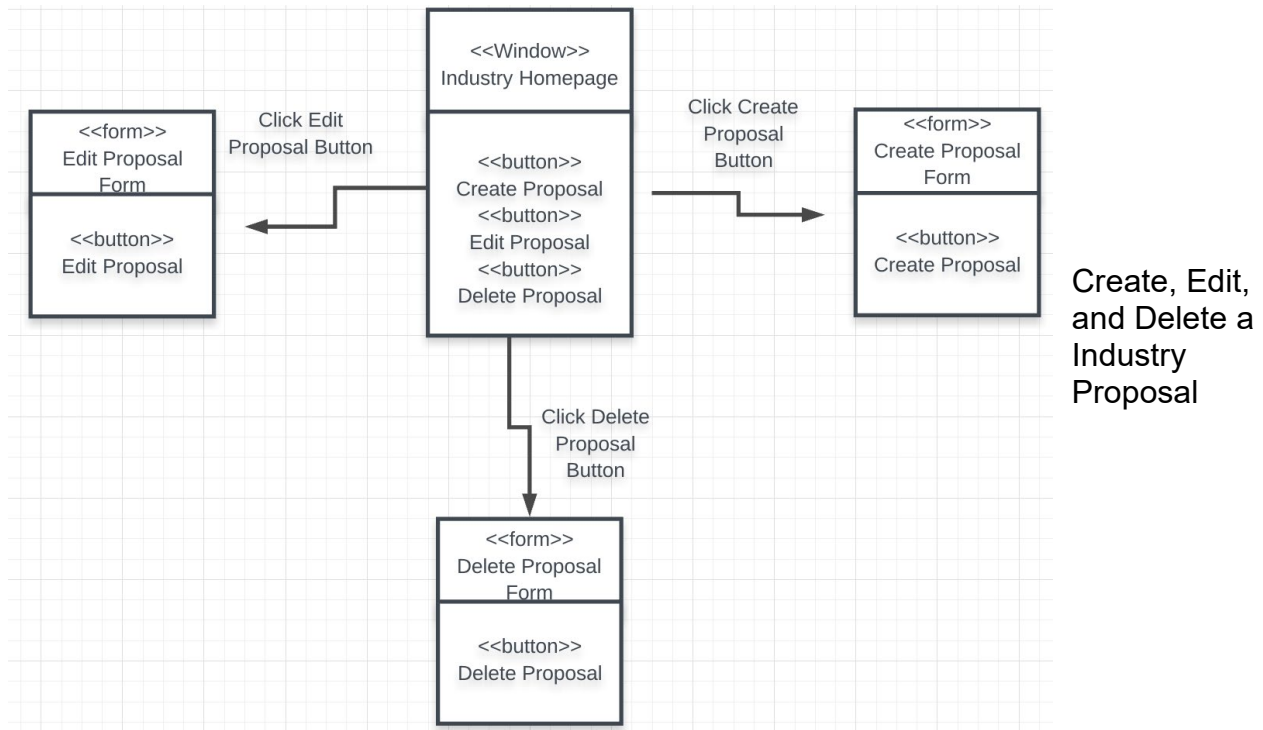 <<Window>>
Industry Homepage
<<button>>
Create Proposal
<<button>>
Edit Proposal
<<button>>
Delete Proposal
Click Edit
Proposal Button
<<form>>
Edit Proposal
Form
<<button>>
Edit Proposal
Click Create
Proposal
Button
<<form>>
Create Proposal
Form
<<button>>
Create Proposal
Click Delete
Proposal
Button
<<form>>
Delete Proposal
Form
<<button>>
Delete Proposal
Create, Edit,
and Delete a
Industry
Proposal